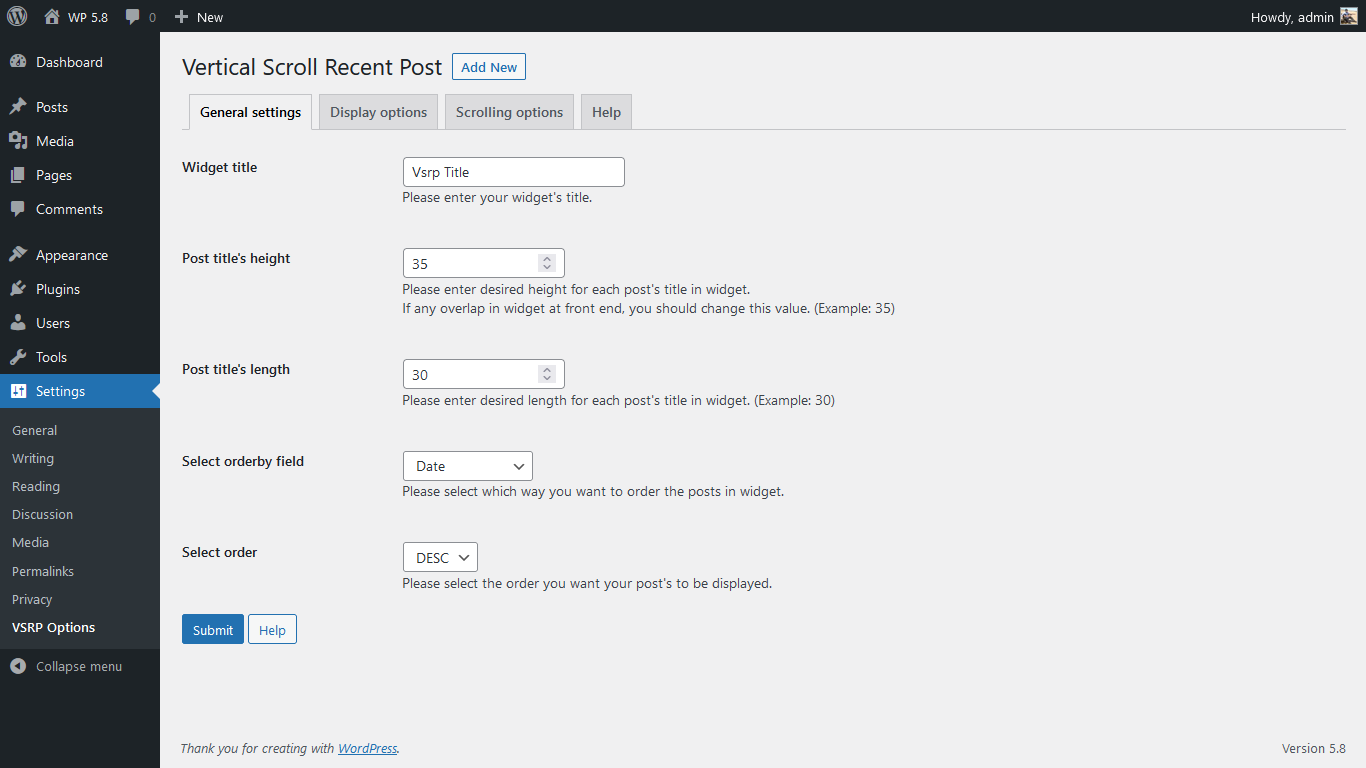 WP 5.8 0 New Howdy, admin
Dashboard
Posts
Media
Pages
Comments
Appearance
Plugins
Users
Tools
Settings
General
Writing
Reading
Discussion
Media
Permalinks
Privacy
VSRP Options
Collapse menu
Vertical Scroll Recent Post Add New
General settings Display options Scrolling options Help
Widget title Vsrp Title
Please enter your widget's title.
Post title's height 35
Please enter desired height for each post's title in widget.
If any overlap in widget at front end, you should change this value. (Example: 35)
Post title's length 30
Please enter desired length for each post's title in widget. (Example: 30)
Select orderby field Date
Please select which way you want to order the posts in widget.
Select order DESC
Please select the order you want your post's to be displayed.
Submit Help
Thank you for creating with WordPress. Version 5.8